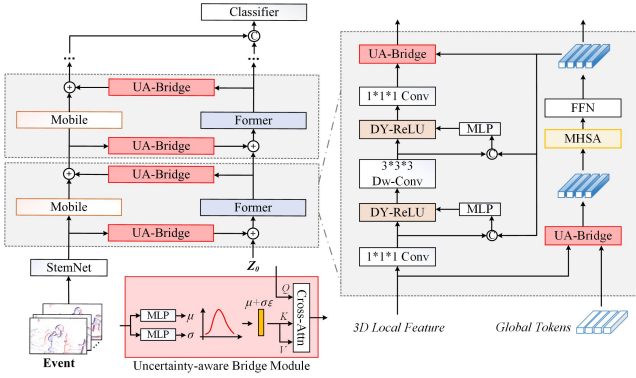 Classifier
C
...
...
+
UA-Bridge
Mobile
Former
UA-Bridge
+
+
UA-Bridge
Mobile
Former
UA-Bridge
+
StemNet
Z0
Event
MLP
μ
MLP
σ
μ+σε
Q
K
V
Cross-Attn
Uncertainty-aware Bridge Module
UA-Bridge
1*1*1 Conv
DY-ReLU
MLP
C
3*3*3
Dw-Conv
DY-ReLU
MLP
C
1*1*1 Conv
FFN
MHSA
UA-Bridge
3D Local Feature
Global Tokens